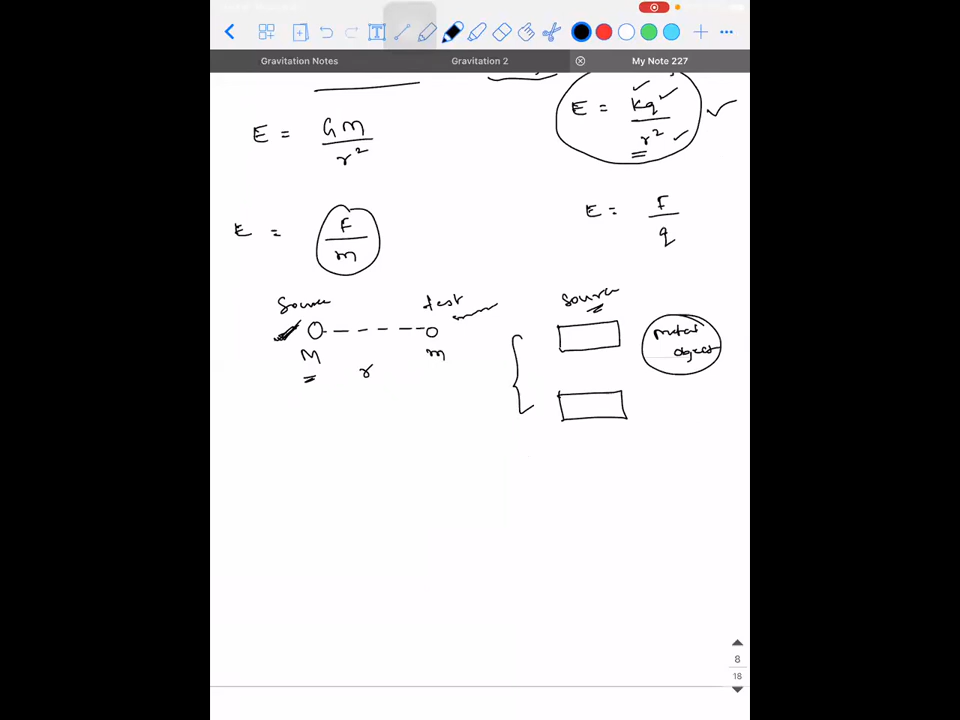 Gravitation Notes
Gravitation 2
My Note 227
E = Kq / r²
E = GM / r²
E = F / m
E = F / q
Source
test
source
M
r
m
metal
object
8
18